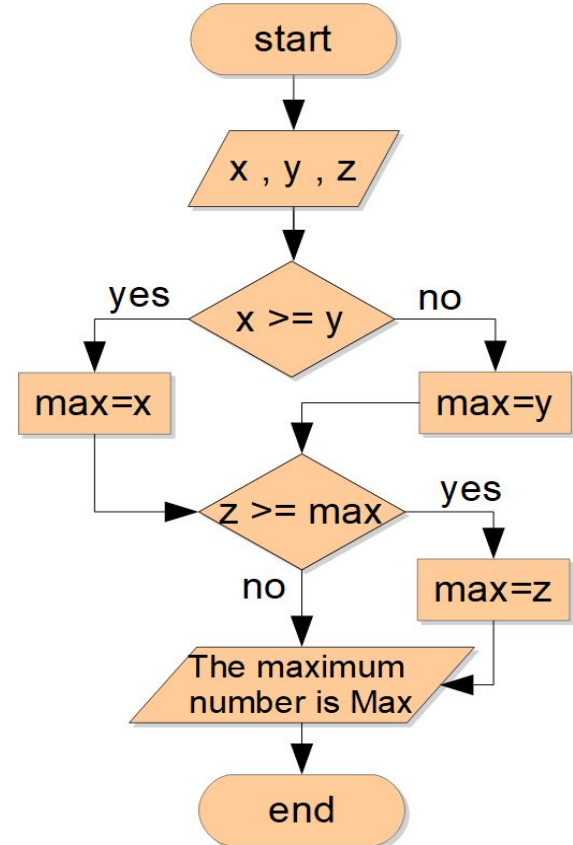 start
x , y , z
x >= y
yes
no
max=x
max=y
z >= max
yes
no
max=z
The maximum
number is Max
end